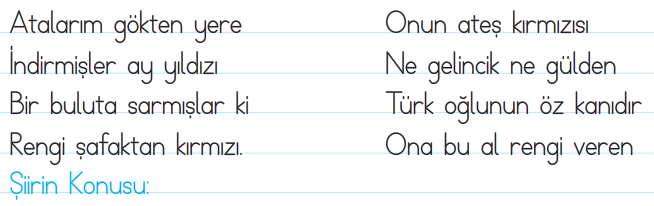 Atalarım gökten yere
İndirmişler ay yıldızı
Bir buluta sarmışlar ki
Rengi şafaktan kırmızı.
Onun ateş kırmızısı
Ne gelincik ne gülden
Türk oğlunun öz kanıdır
Ona bu al rengi veren
Şiirin Konusu: